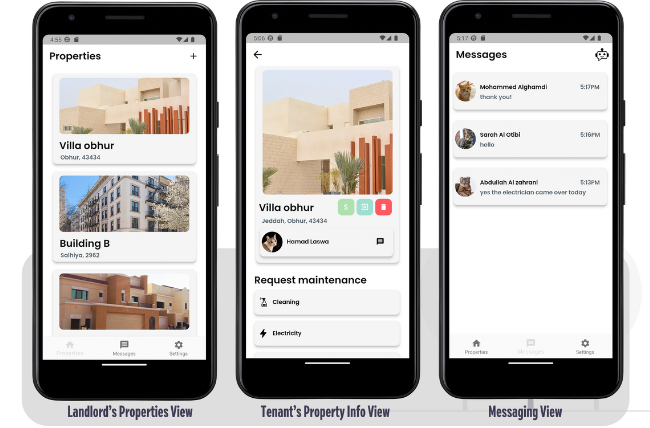 4:55
Properties
+
Villa obhur
Obhur, 43434
Building B
Salhiya, 2962
Properties
Messages
Settings
Landlord's Properties View
5:06
Villa obhur
$
Jeddah, Obhur, 43434
Hamad Laswa
Request maintenance
Cleaning
Electricity
Tenant's Property Info View
5:17
Messages
Mohammed Alghamdi 5:17PM
thank you!
Sarah Al Otibi 5:16PM
hello
Abdullah Al zahrani 5:13PM
yes the electrician came over today
Properties
Messages
Settings
Messaging View